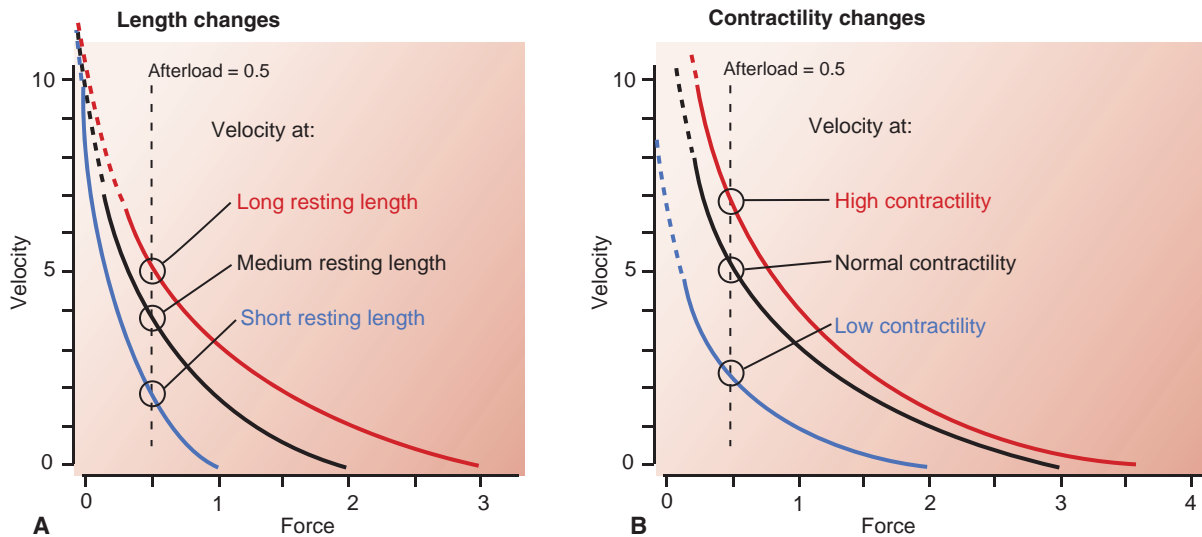 Length changes
Afterload = 0.5
Velocity at:
Long resting length
Medium resting length
Short resting length
Velocity
10
5
0
0 1 2 3
Force
A
Contractility changes
Afterload = 0.5
Velocity at:
High contractility
Normal contractility
Low contractility
Velocity
10
5
0
0 1 2 3 4
Force
B